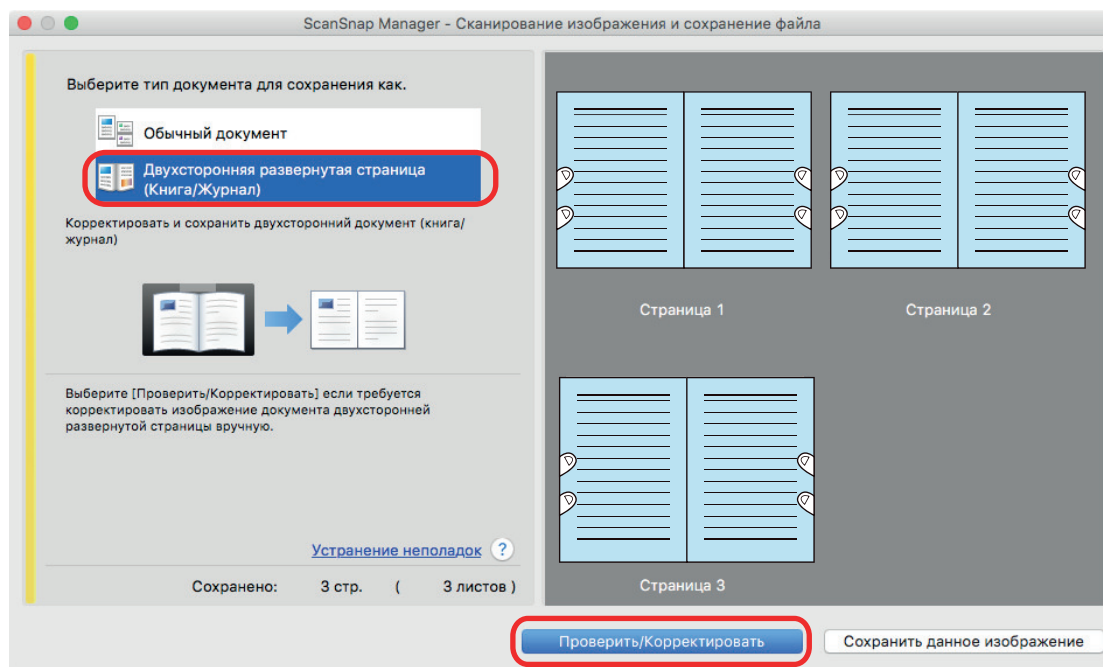 ScanSnap Manager - Сканирование изображения и сохранение файла
Выберите тип документа для сохранения как.
Обычный документ
Двухсторонняя развернутая страница
(Книга/Журнал)
Корректировать и сохранить двухсторонний документ (книга/
журнал)
Выберите [Проверить/Корректировать] если требуется
корректировать изображение документа двухсторонней
развернутой страницы вручную.
Устранение неполадок ?
Сохранено: 3 стр. ( 3 листов )
Страница 1
Страница 2
Страница 3
Проверить/Корректировать
Сохранить данное изображение